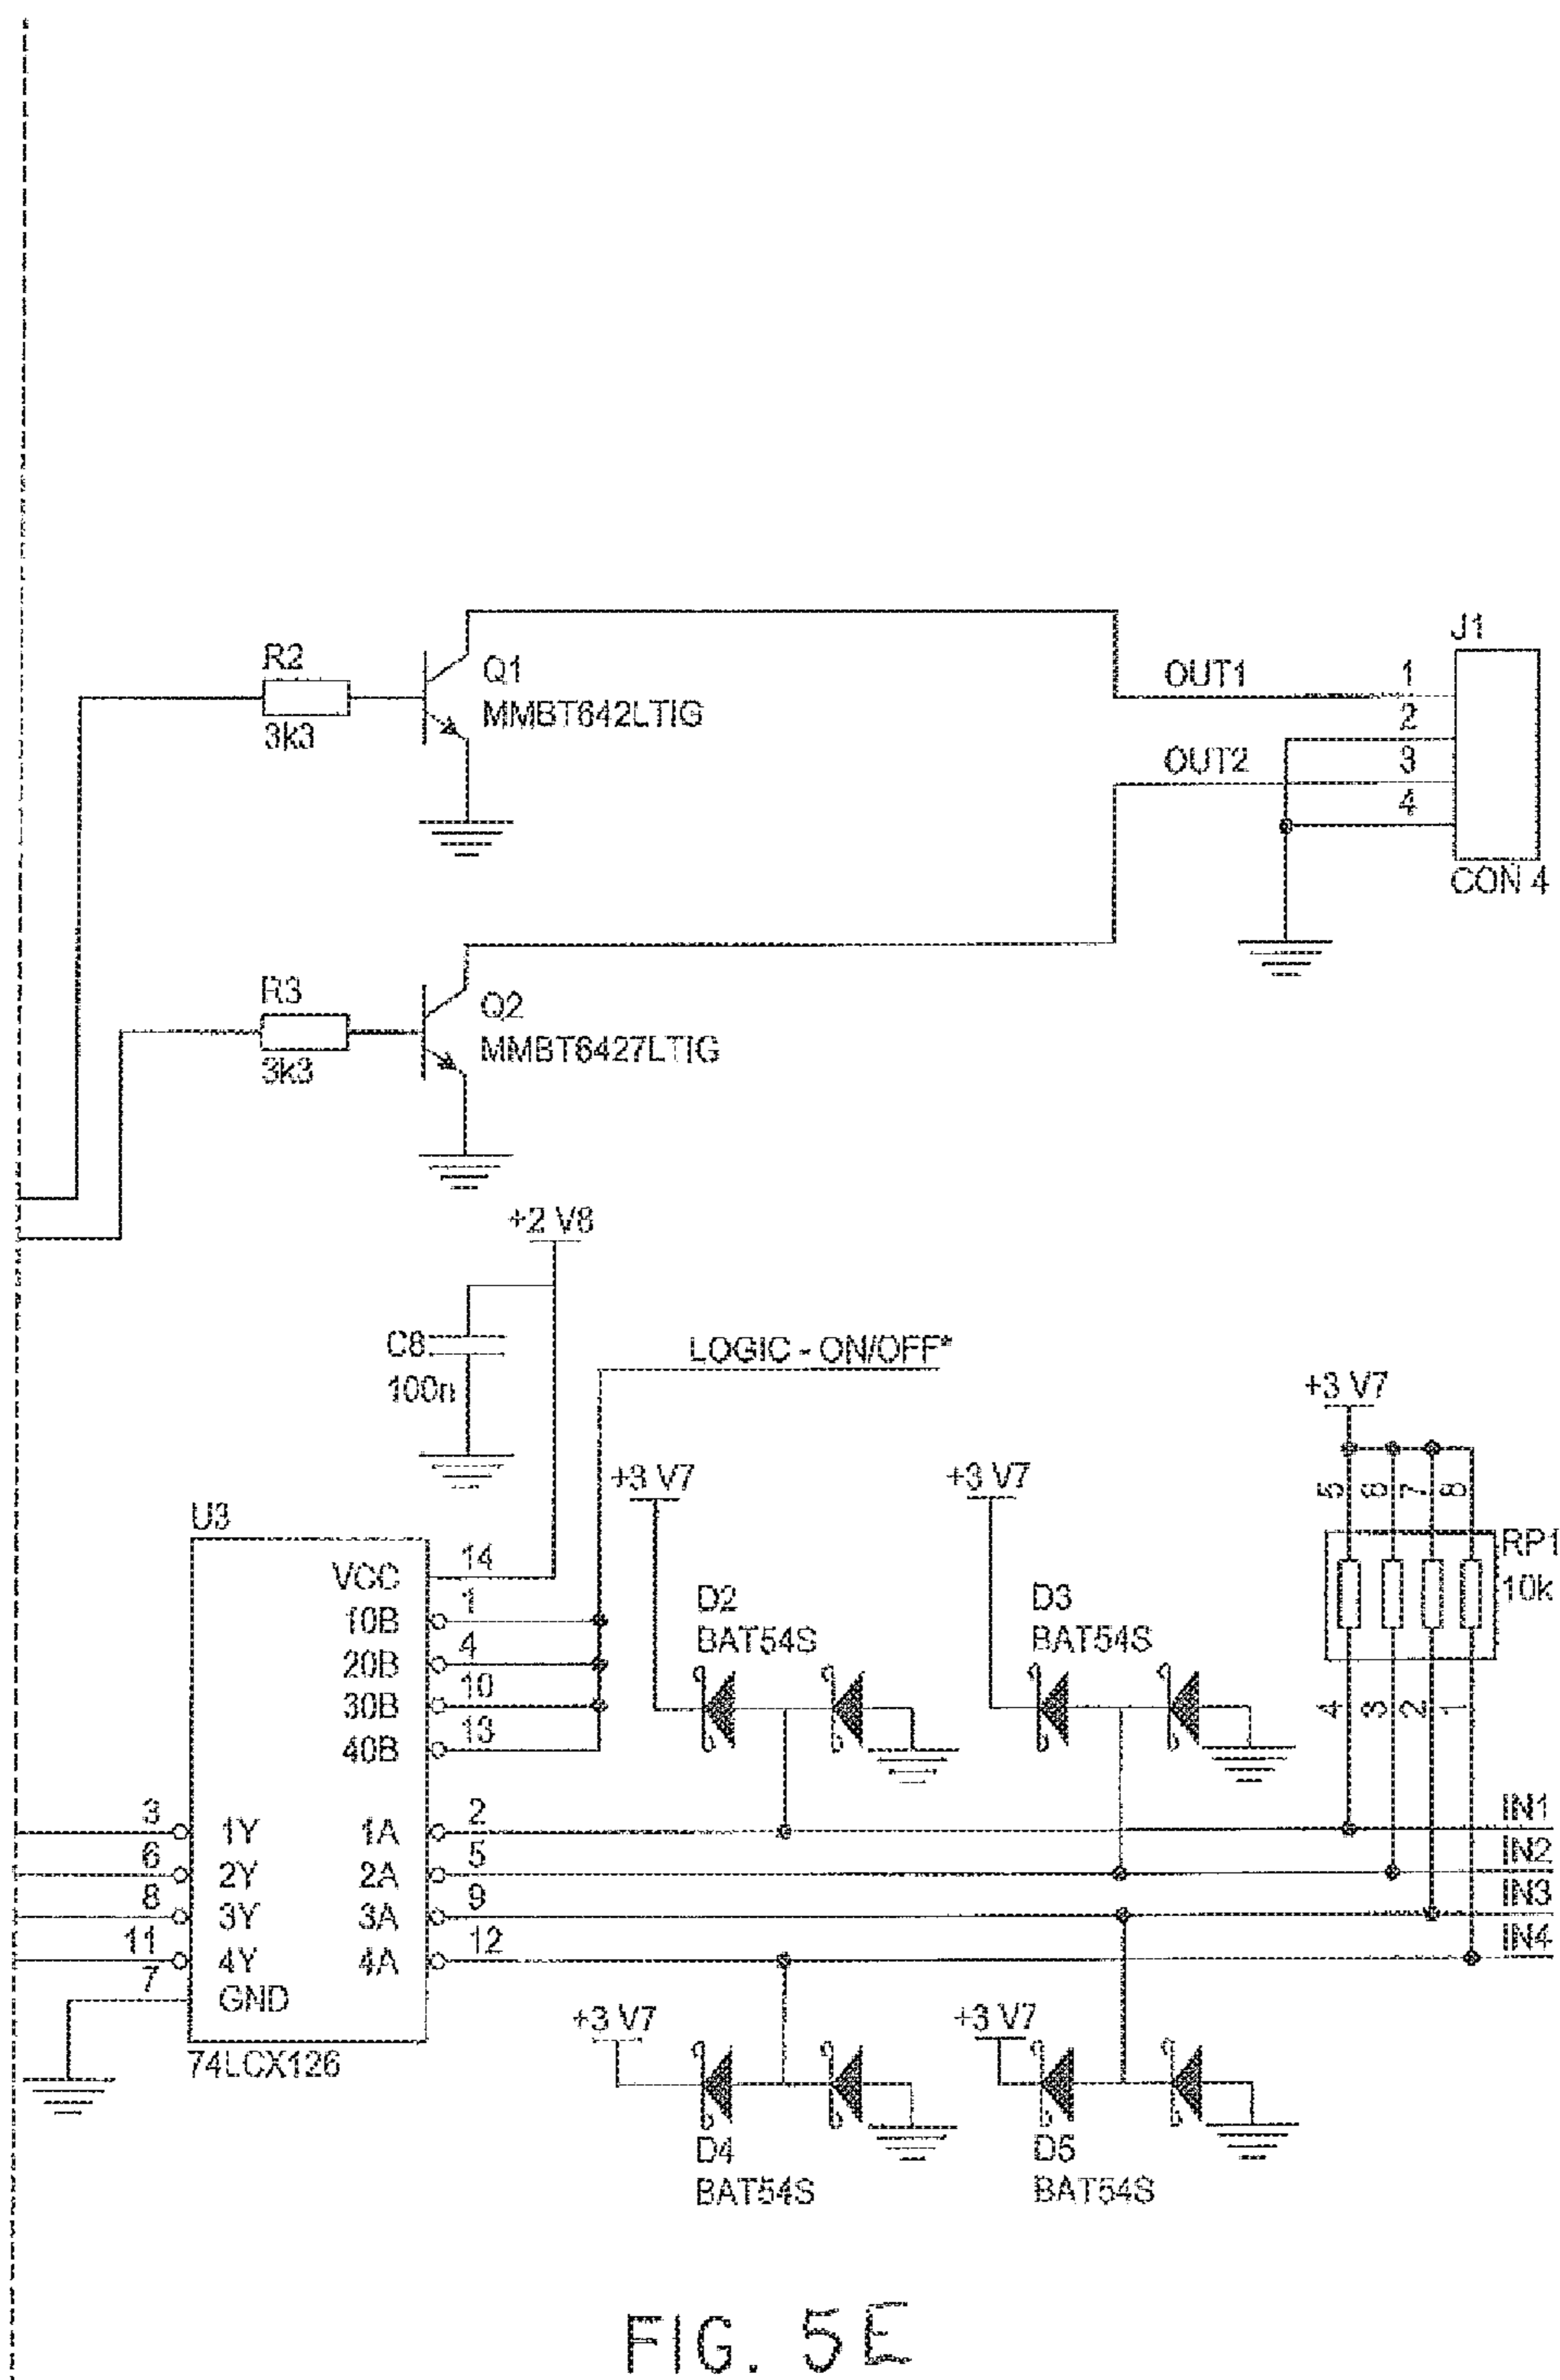 J1
R2
3k3
Q1
MMBT642LTIG
OUT1
1
2
OUT2
3
4
CON 4
R3
3k3
Q2
MMBT6427LTIG
+2 V8
C8
100n
LOGIC - ON/OFF*
+3 V7
+3 V7
+3 V7
5
6
7
8
RP1
10k
U3
VCC
14
10B
1
20B
4
30B
10
40B
13
D2
BAT54S
D3
BAT54S
4
3
2
1
3
1Y
1A
2
IN1
6
2Y
2A
5
IN2
8
3Y
3A
9
IN3
11
4Y
4A
12
IN4
7
GND
74LCX126
+3 V7
+3 V7
D4
BAT54S
D5
BAT54S
FIG. 5E